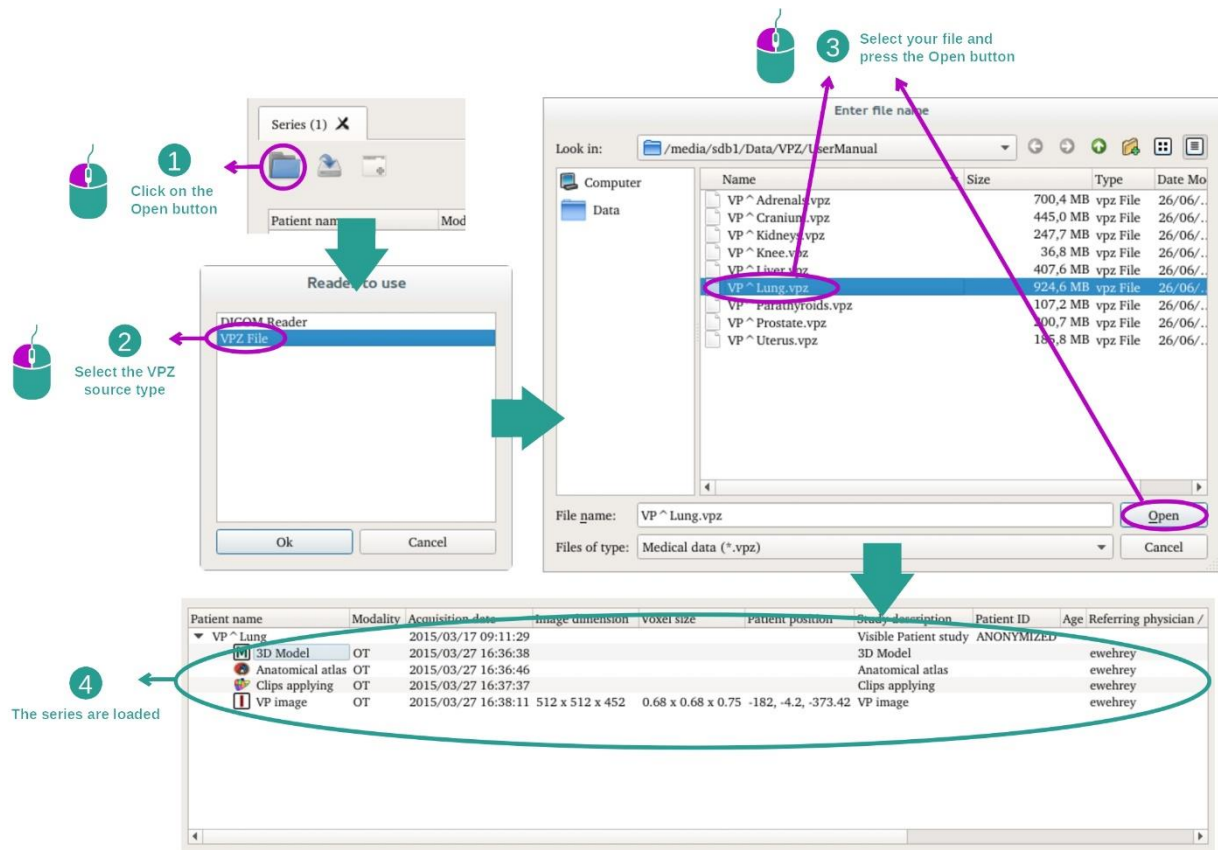 3
Select your file and
press the Open button
Series (1)
1
Click on the
Open button
Patient name
Mod
Enter file name
Look in:
/media/sdb1/Data/VPZ/UserManual
Computer
Data
Name Size Type Date Mo
VP^Adrenals.vpz 700,4 MB vpz File 26/06/..
VP^Cranium.vpz 445,0 MB vpz File 26/06/..
VP^Kidneys.vpz 247,7 MB vpz File 26/06/..
VP^Knee.vpz 36,8 MB vpz File 26/06/..
VP^Liver.vpz 407,6 MB vpz File 26/06/..
VP^Lung.vpz 924,6 MB vpz File 26/06/..
VP^Parathyroids.vpz 107,2 MB vpz File 26/06/..
VP^Prostate.vpz 200,7 MB vpz File 26/06/..
VP^Uterus.vpz 185,8 MB vpz File 26/06/..
File name: VP^Lung.vpz Open
Files of type: Medical data (*.vpz) Cancel
Reader to use
DICOM Reader
VPZ File
2
Select the VPZ
source type
Ok Cancel
Patient name Modality Acquisition date Image dimension Voxel size Patient position Study description Patient ID Age Referring physician /
VP^Lung 2015/03/17 09:11:29 Visible Patient study ANONYMIZED
M 3D Model OT 2015/03/27 16:36:38 3D Model ewehrey
Anatomical atlas OT 2015/03/27 16:36:46 Anatomical atlas ewehrey
Clips applying OT 2015/03/27 16:37:37 Clips applying ewehrey
I VP image OT 2015/03/27 16:38:11 512 x 512 x 452 0.68 x 0.68 x 0.75 -182, -4.2, -373.42 VP image ewehrey
4
The series are loaded